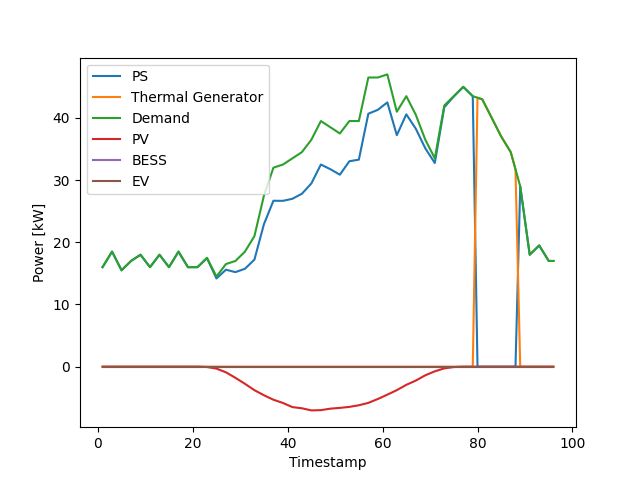 PS
Thermal Generator
Demand
PV
BESS
EV
Power [kW]
40
30
20
10
0
0 20 40 60 80 100
Timestamp